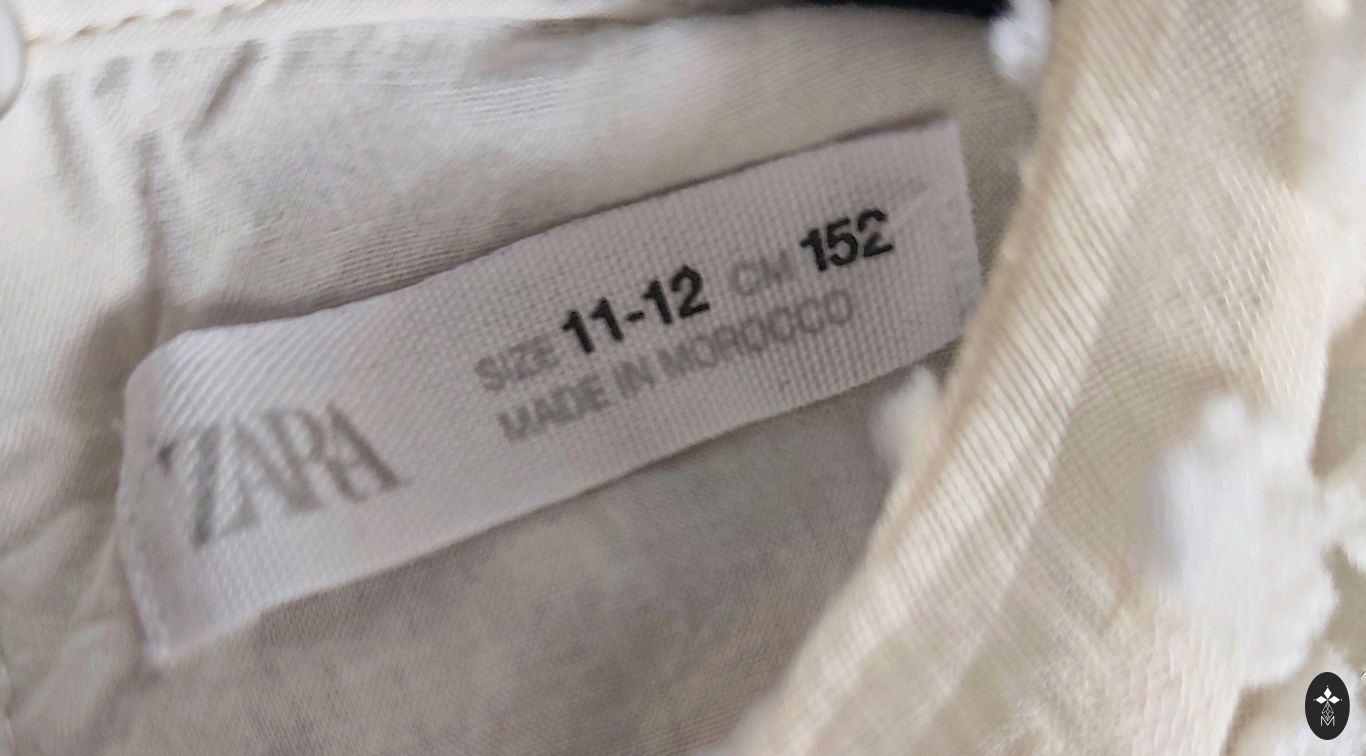 ZARA
SIZE 11-12 CM 152
MADE IN MOROCCO
M